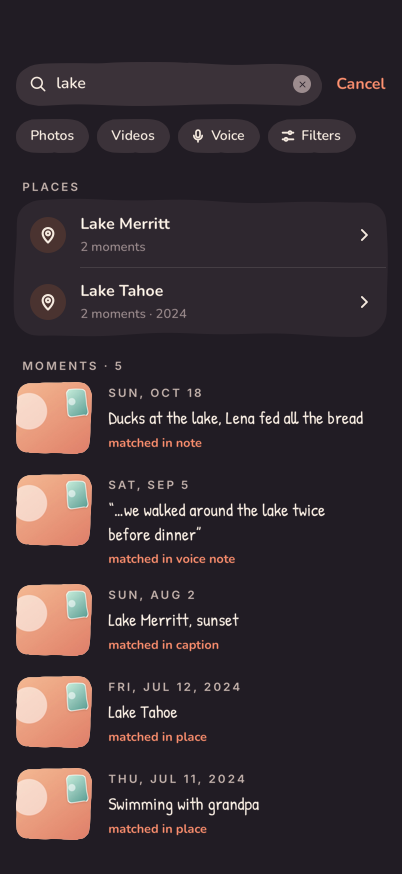 lake
Cancel
Photos
Videos
Voice
Filters
PLACES
Lake Merritt
2 moments
Lake Tahoe
2 moments · 2024
MOMENTS · 5
SUN, OCT 18
Ducks at the lake, Lena fed all the bread
matched in note
SAT, SEP 5
"…we walked around the lake twice
before dinner"
matched in voice note
SUN, AUG 2
Lake Merritt, sunset
matched in caption
FRI, JUL 12, 2024
Lake Tahoe
matched in place
THU, JUL 11, 2024
Swimming with grandpa
matched in place